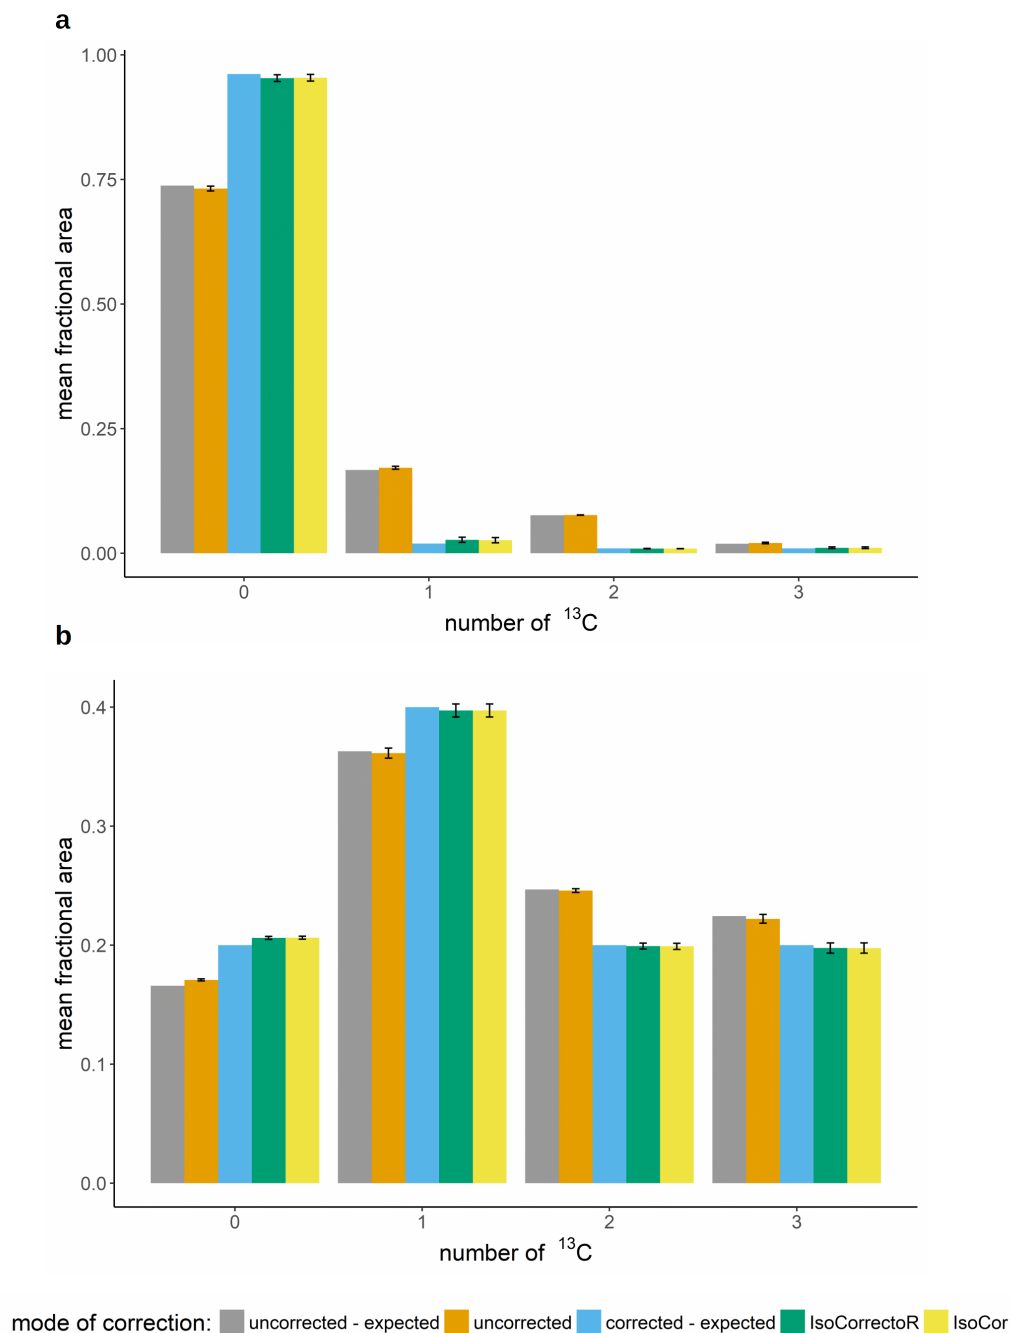 a
1.00
0.75
0.50
0.25
0.00
mean fractional area
0 1 2 3
number of ¹³C
b
0.4
0.3
0.2
0.1
0.0
mean fractional area
0 1 2 3
number of ¹³C
mode of correction: uncorrected - expected uncorrected corrected - expected IsoCorrectoR IsoCor